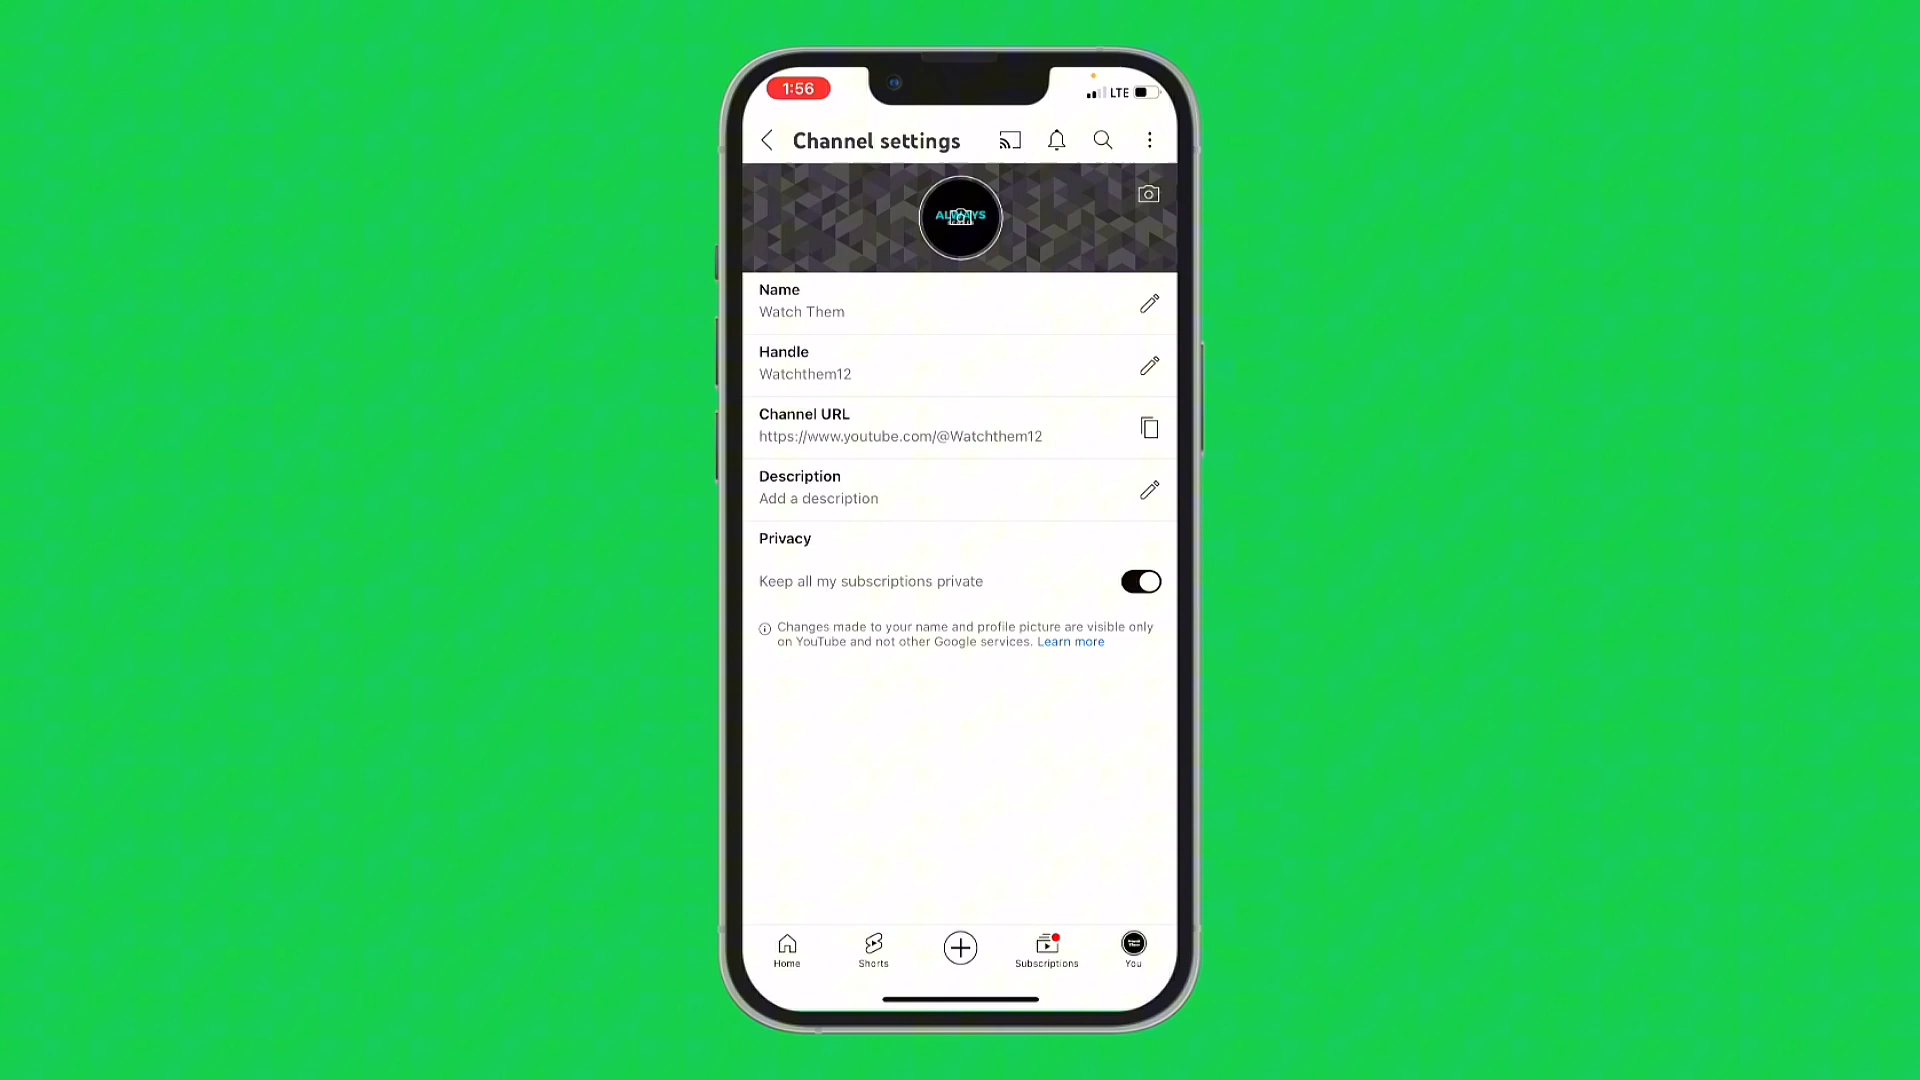 1:56
LTE
Channel settings
ALWAYS
Name
Watch Them
Handle
Watchthem12
Channel URL
https://www.youtube.com/@Watchthem12
Description
Add a description
Privacy
Keep all my subscriptions private
Changes made to your name and profile picture are visible only
on YouTube and not other Google services. Learn more
Home
Shorts
Subscriptions
You